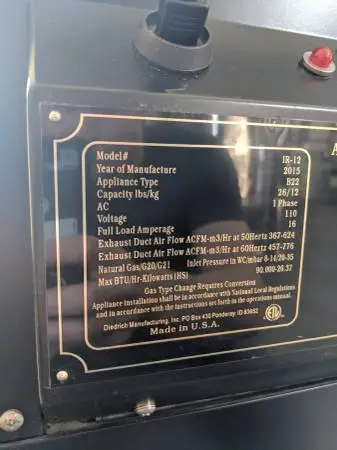 Model# IR-12
Year of Manufacture 2015
Appliance Type B22
Capacity lbs/kg 26/12
AC 1 Phase
Voltage 110
Full Load Amperage 16
Exhaust Duct Air Flow ACFM-m3/Hr at 50Hertz 367-624
Exhaust Duct Air Flow ACFM-m3/Hr at 60Hertz 457-776
Natural Gas/G20/G21 Inlet Pressure in WC/mbar 8-14/20-35
Max BTU/Hr-Kilowatts (HS) 90,000-26.37
Gas Type Change Requires Conversion
Appliance installation shall be in accordance with National Local Regulations
and in accordance with the instructions set forth in the operations manual.
Diedrich Manufacturing, Inc. PO Box 430 Ponderay, ID 83852
Made in U.S.A.